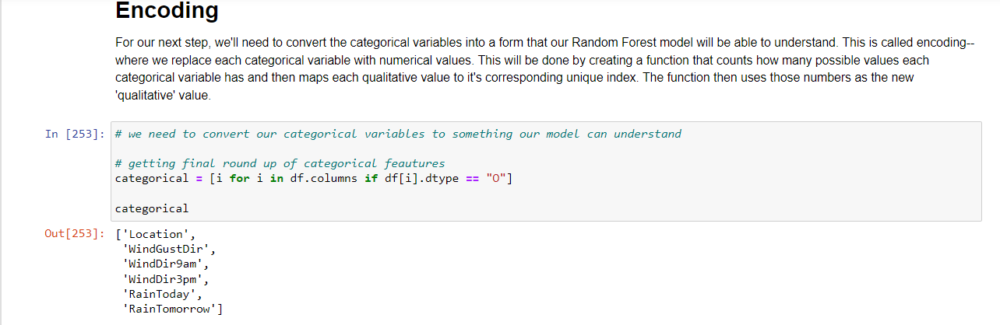 Encoding
For our next step, we'll need to convert the categorical variables into a form that our Random Forest model will be able to understand. This is called encoding--
where we replace each categorical variable with numerical values. This will be done by creating a function that counts how many possible values each
categorical variable has and then maps each qualitative value to it's corresponding unique index. The function then uses those numbers as the new
'qualitative' value.
In [253]: # we need to convert our categorical variables to something our model can understand
# getting final round up of categorical feautures
categorical = [i for i in df.columns if df[i].dtype == "O"]
categorical
Out[253]: ['Location',
'WindGustDir',
'WindDir9am',
'WindDir3pm',
'RainToday',
'RainTomorrow']